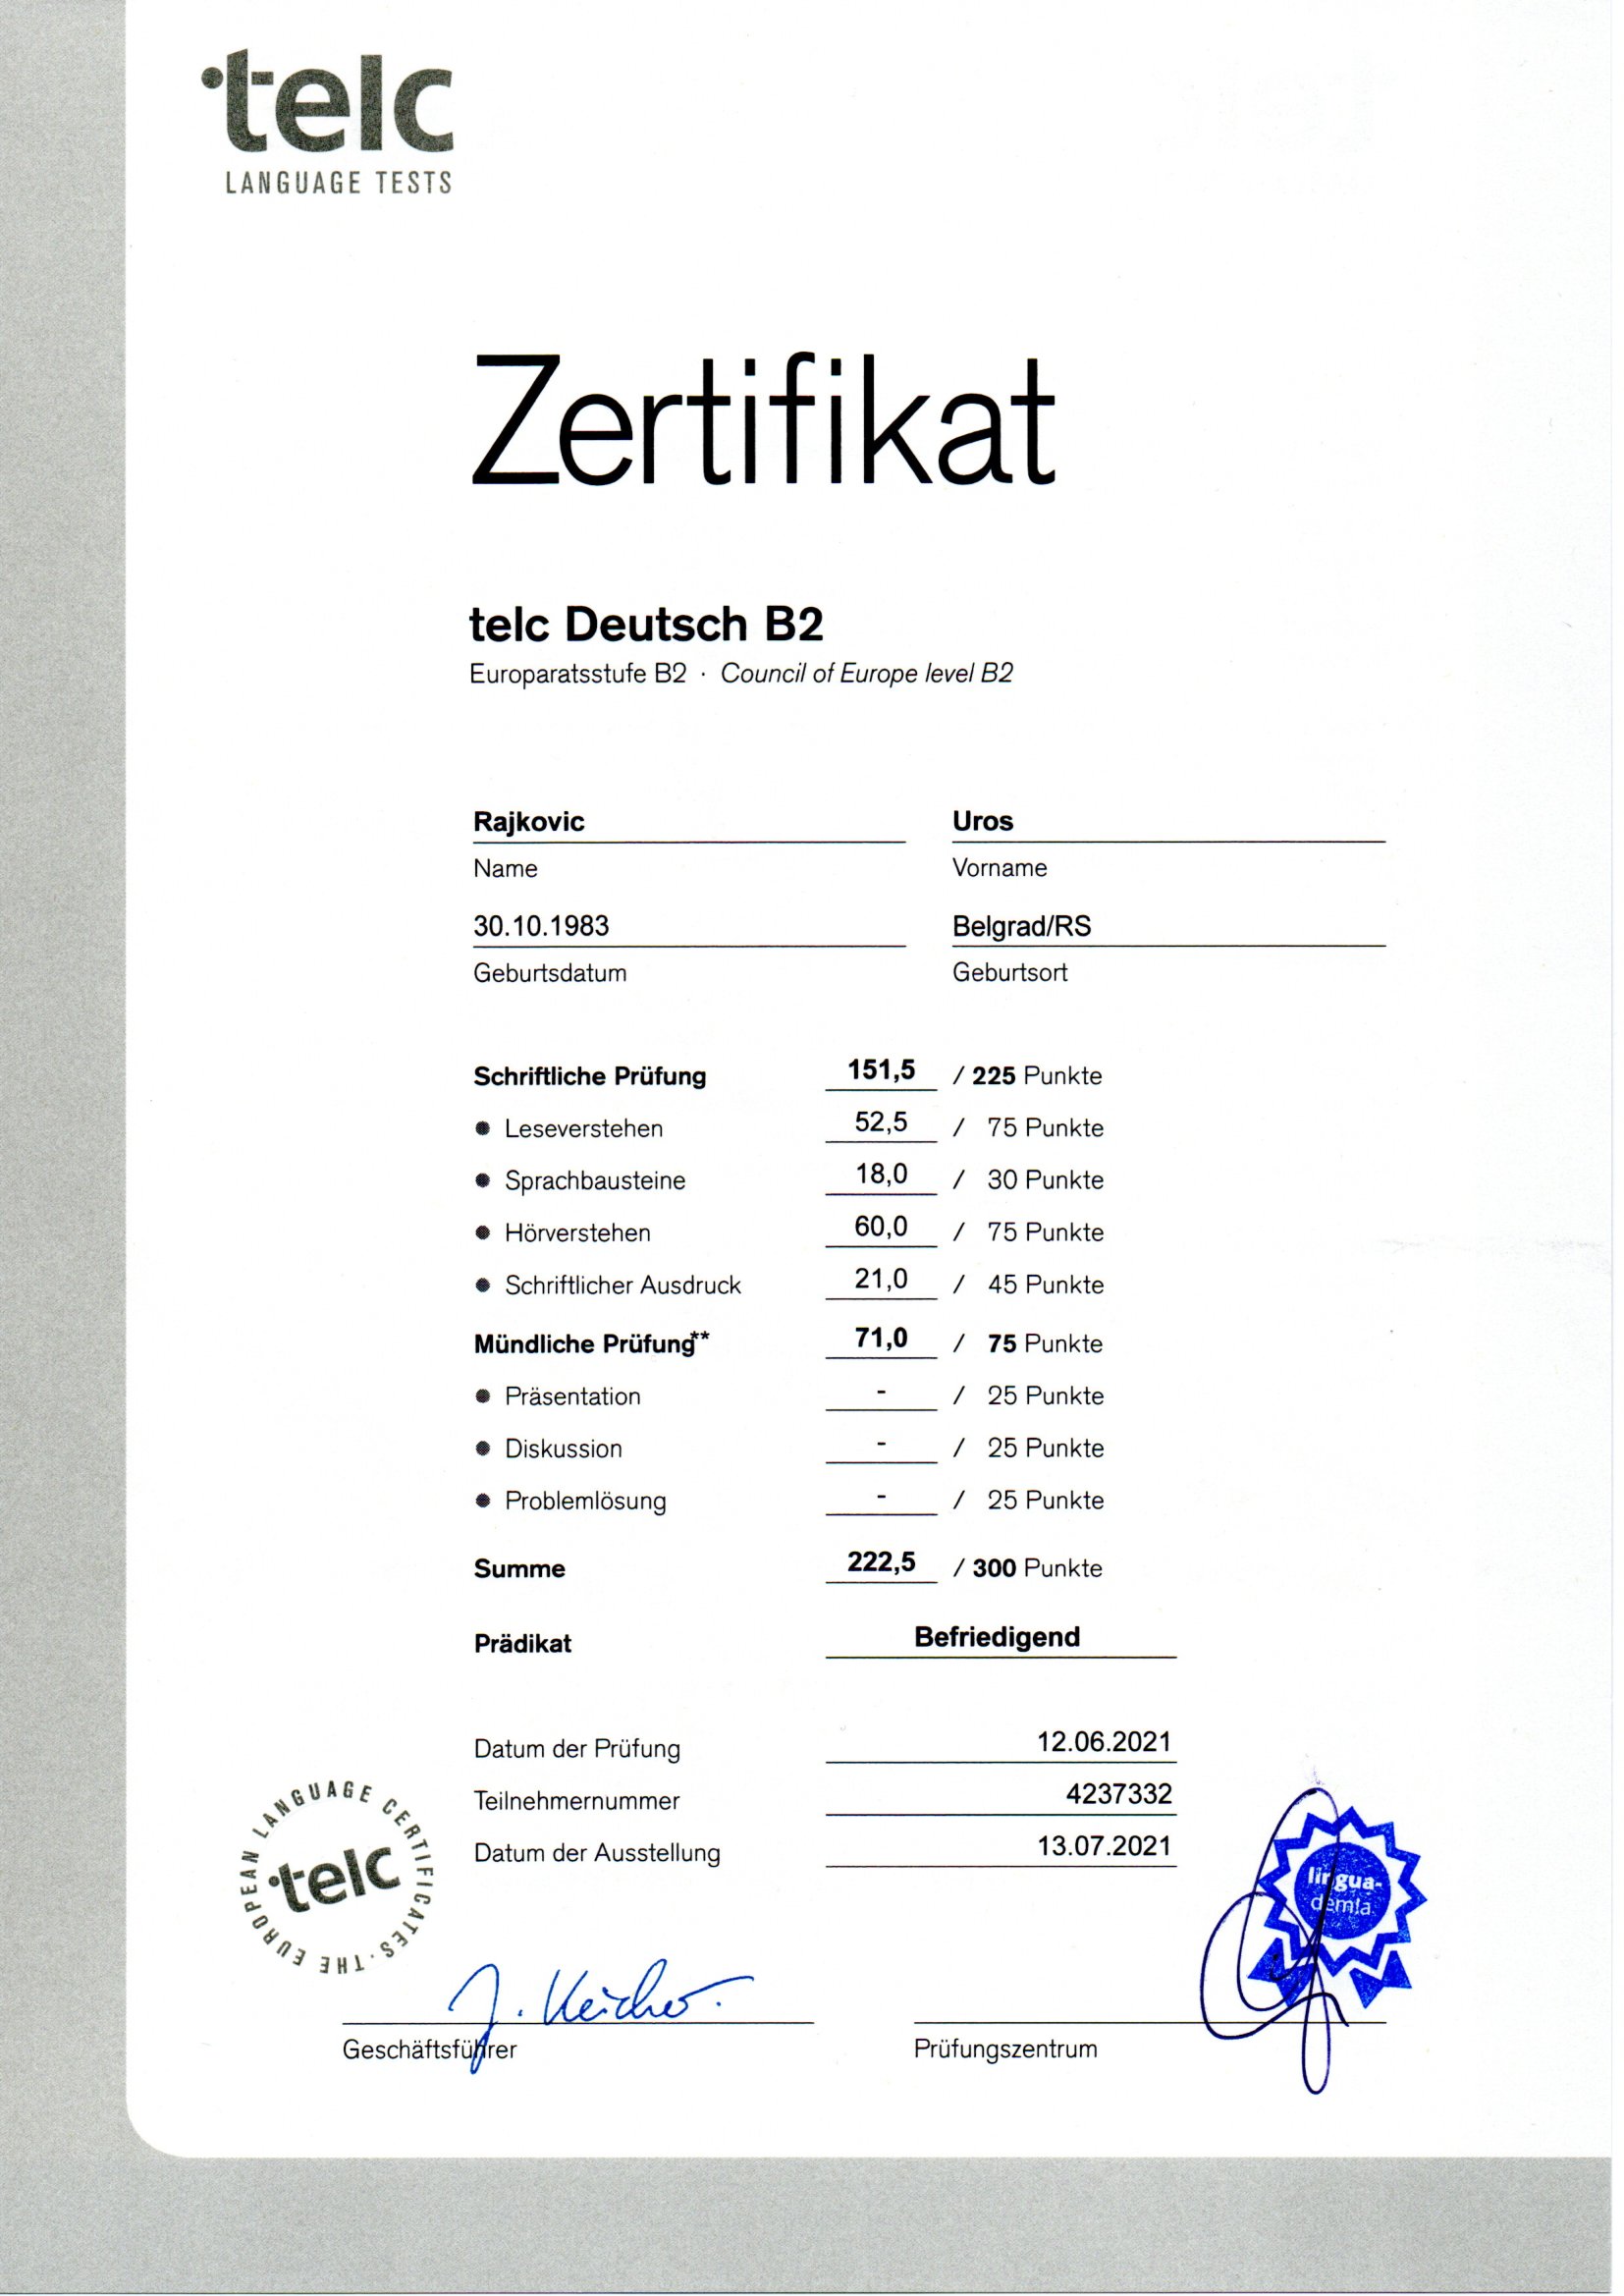 telc
LANGUAGE TESTS
Zertifikat
telc Deutsch B2
Europaratsstufe B2 · Council of Europe level B2
Rajkovic Uros
Name Vorname
30.10.1983 Belgrad/RS
Geburtsdatum Geburtsort
Schriftliche Prüfung 151,5 / 225 Punkte
● Leseverstehen 52,5 / 75 Punkte
● Sprachbausteine 18,0 / 30 Punkte
● Hörverstehen 60,0 / 75 Punkte
● Schriftlicher Ausdruck 21,0 / 45 Punkte
Mündliche Prüfung** 71,0 / 75 Punkte
● Präsentation - / 25 Punkte
● Diskussion - / 25 Punkte
● Problemlösung - / 25 Punkte
Summe 222,5 / 300 Punkte
Prädikat Befriedigend
Datum der Prüfung 12.06.2021
Teilnehmernummer 4237332
Datum der Ausstellung 13.07.2021
THE EUROPEAN LANGUAGE CERTIFICATES ·
telc
lingua-
demia
Geschäftsführer Prüfungszentrum